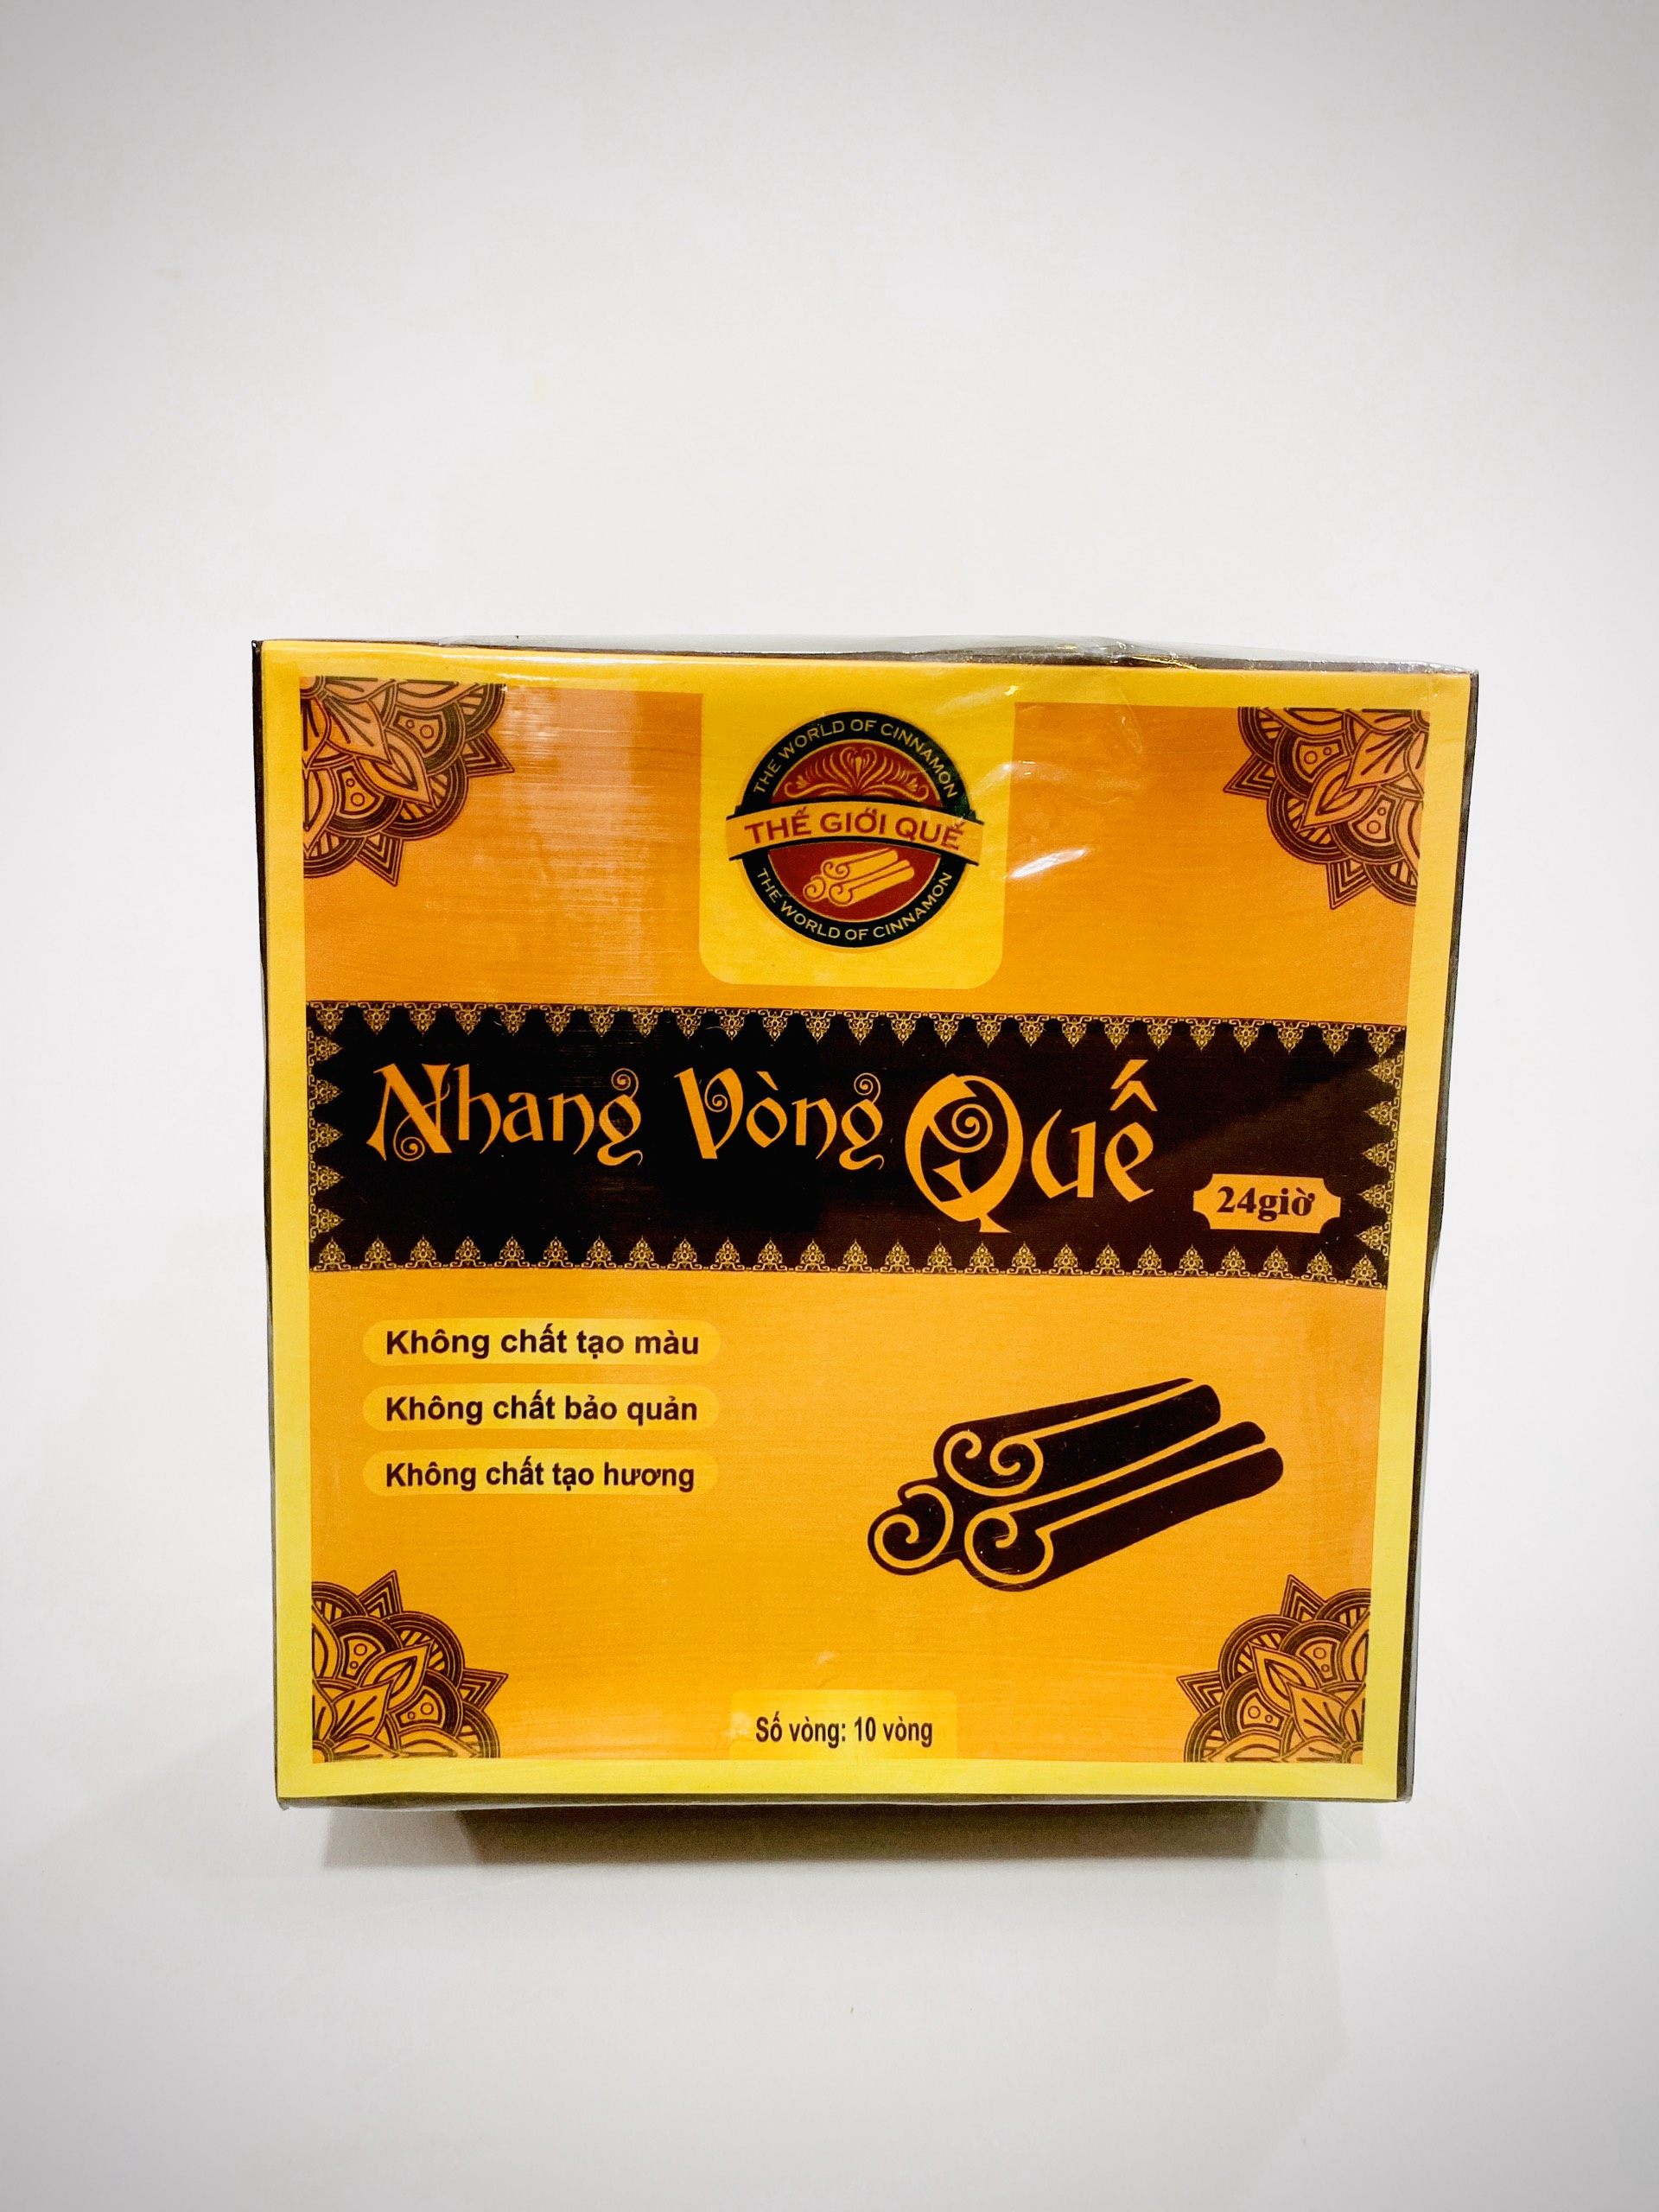 THE WORLD OF CINNAMON
THẾ GIỚI QUẾ
THE WORLD OF CINNAMON
Nhang Vòng Quế
24giờ
Không chất tạo màu
Không chất bảo quản
Không chất tạo hương
Số vòng: 10 vòng